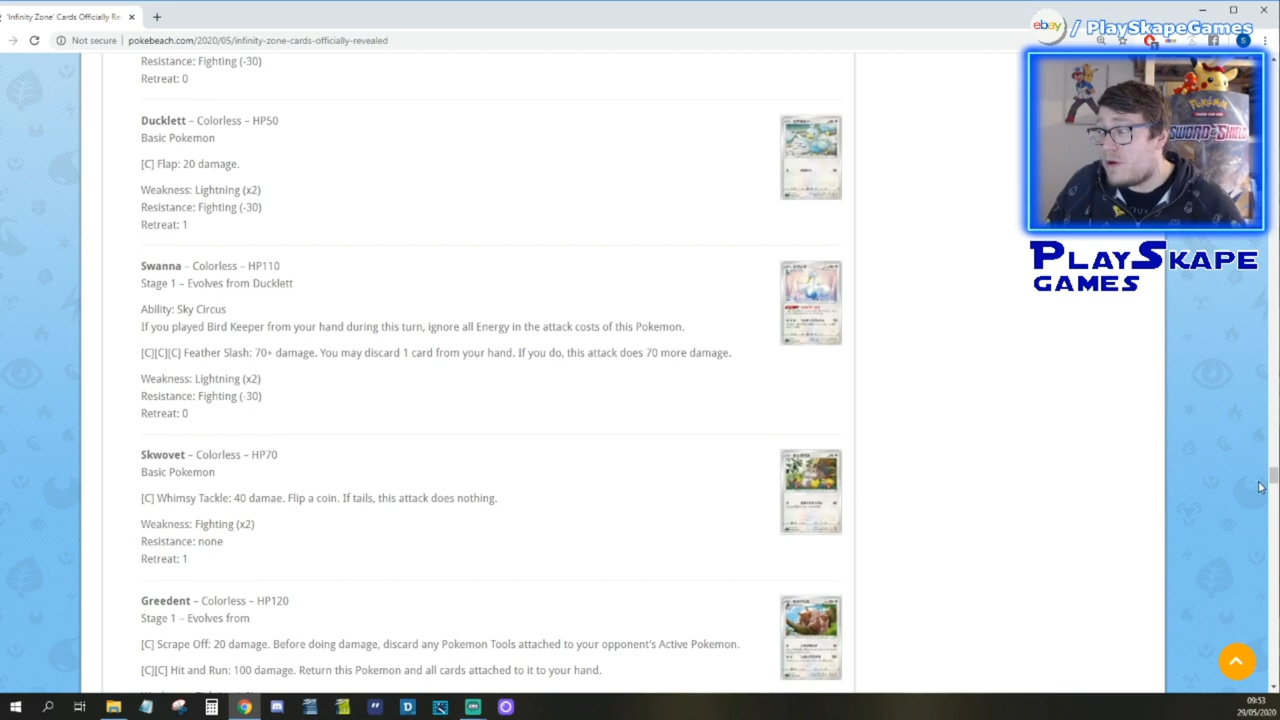 'Infinity Zone' Cards Officially Re
ebay / PlaySkapeGames
Not secure | pokebeach.com/2020/05/infinity-zone-cards-officially-revealed
Resistance: Fighting (-30)
Retreat: 0
Ducklett – Colorless – HP50
Basic Pokemon
[C] Flap: 20 damage.
Weakness: Lightning (x2)
Resistance: Fighting (-30)
Retreat: 1
Pokémon
SWORD & SHIELD
PLAYSKAPE
GAMES
Swanna – Colorless – HP110
Stage 1 – Evolves from Ducklett
Ability: Sky Circus
If you played Bird Keeper from your hand during this turn, ignore all Energy in the attack costs of this Pokemon.
[C][C][C] Feather Slash: 70+ damage. You may discard 1 card from your hand. If you do, this attack does 70 more damage.
Weakness: Lightning (x2)
Resistance: Fighting (-30)
Retreat: 0
Skwovet – Colorless – HP70
Basic Pokemon
[C] Whimsy Tackle: 40 damae. Flip a coin. If tails, this attack does nothing.
Weakness: Fighting (x2)
Resistance: none
Retreat: 1
Greedent – Colorless – HP120
Stage 1 – Evolves from
[C] Scrape Off: 20 damage. Before doing damage, discard any Pokemon Tools attached to your opponent's Active Pokemon.
[C][C] Hit and Run: 100 damage. Return this Pokemon and all cards attached to it to your hand.
09:53
29/05/2020